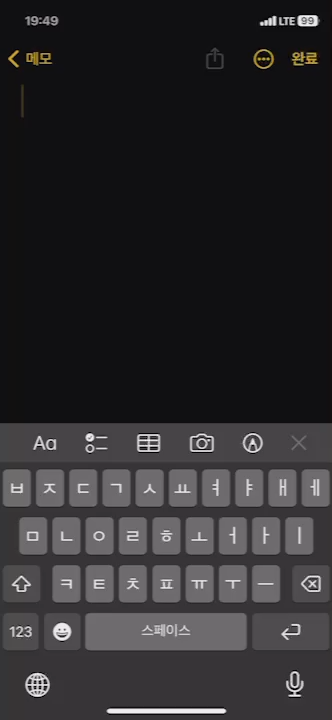 19:49 LTE 99
메모 완료
Aa
ㅂ ㅈ ㄷ ㄱ ㅅ ㅛ ㅕ ㅑ ㅐ ㅔ
ㅁ ㄴ ㅇ ㄹ ㅎ ㅗ ㅓ ㅏ ㅣ
ㅋ ㅌ ㅊ ㅍ ㅠ ㅜ ㅡ
123 스페이스